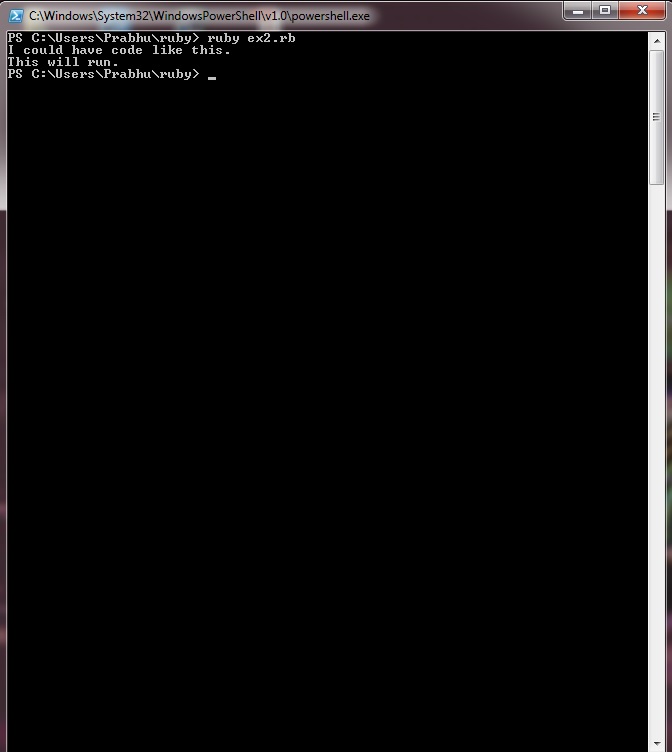 C:\Windows\System32\WindowsPowerShell\v1.0\powershell.exe
PS C:\Users\Prabhu\ruby> ruby ex2.rb
I could have code like this.
This will run.
PS C:\Users\Prabhu\ruby> _